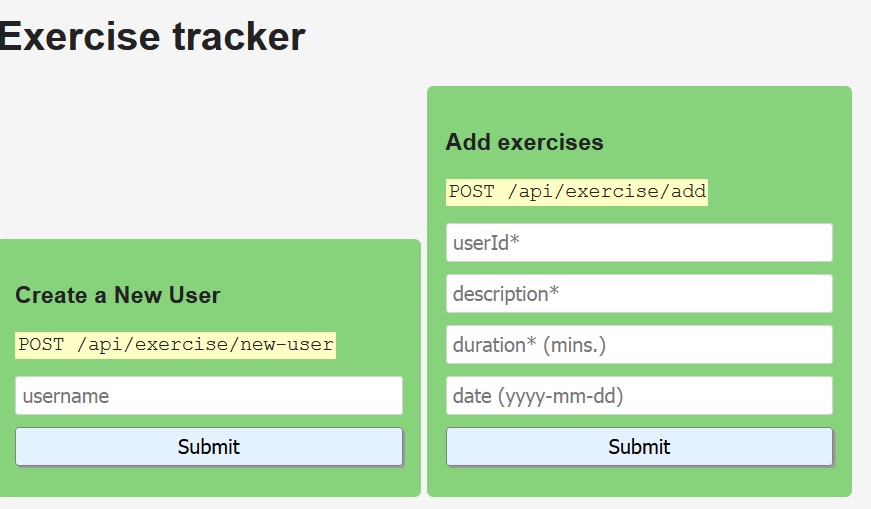 Exercise tracker
Create a New User
POST /api/exercise/new-user
username
Submit
Add exercises
POST /api/exercise/add
userId*
description*
duration* (mins.)
date (yyyy-mm-dd)
Submit